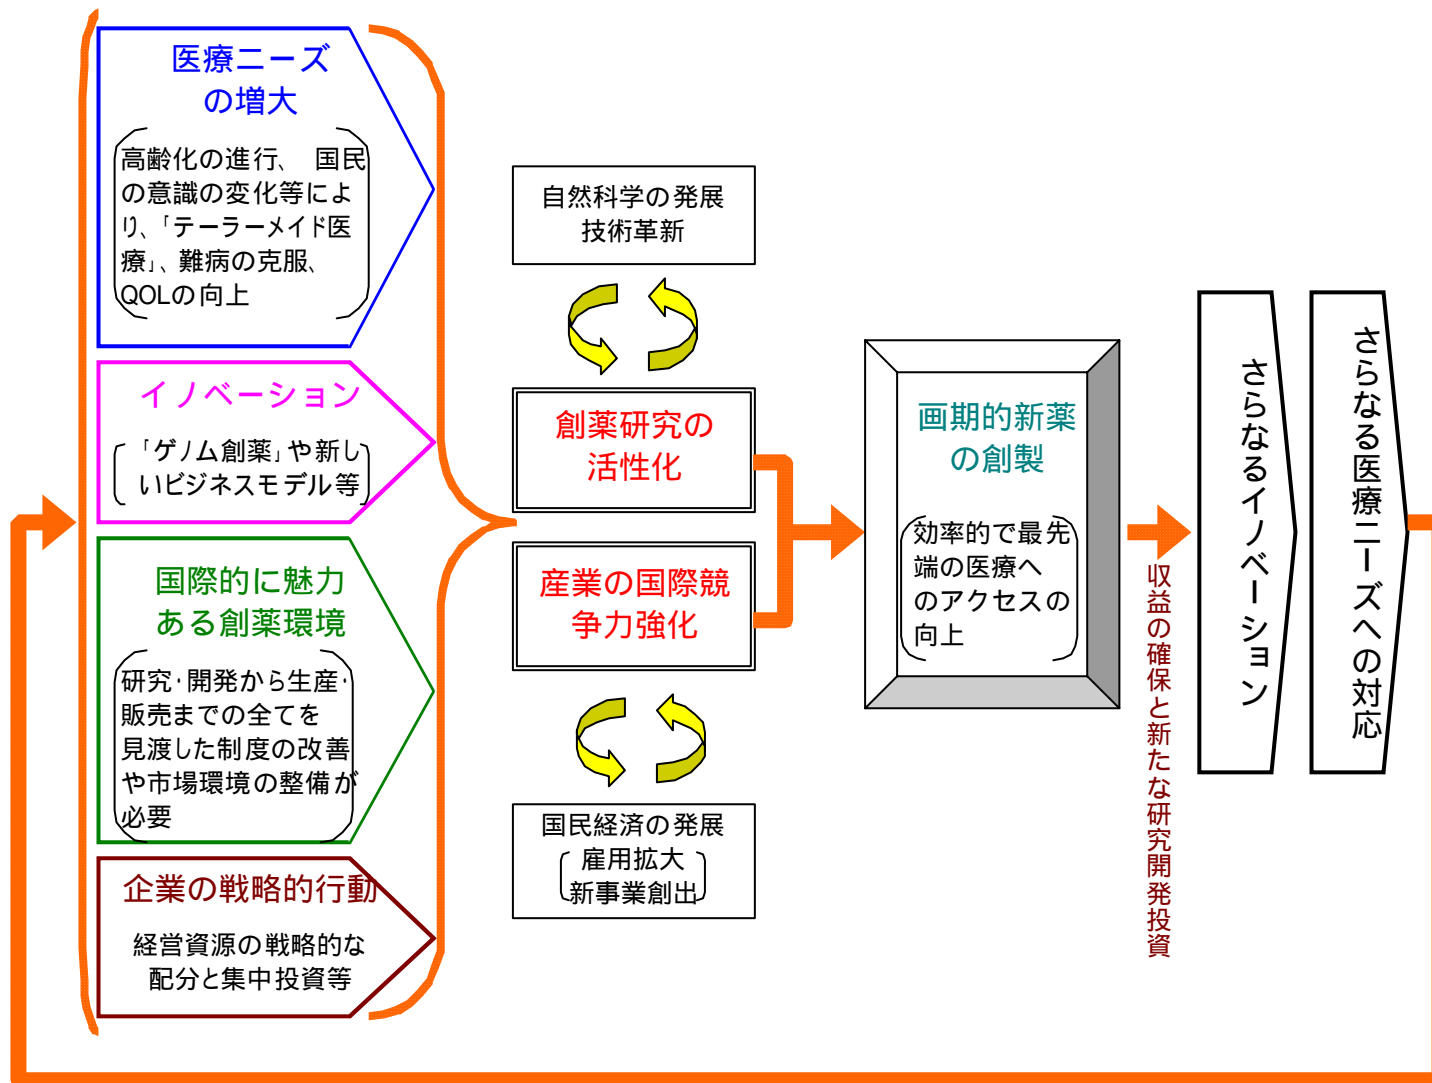 医療ニーズ
の増大
高齢化の進行、 国民
の意識の変化等によ
り、「テーラーメイド医
療」、難病の克服、
QOLの向上
イノベーション
「ゲノム創薬」や新し
いビジネスモデル等
国際的に魅力
ある創薬環境
研究・開発から生産・
販売までの全てを
見渡した制度の改善
や市場環境の整備が
必要
企業の戦略的行動
経営資源の戦略的な
配分と集中投資等
自然科学の発展
技術革新
創薬研究の
活性化
産業の国際競
争力強化
国民経済の発展
雇用拡大
新事業創出
画期的新薬
の創製
効率的で最先
端の医療へ
のアクセスの
向上
収益の確保と新たな研究開発投資
さらなるイノベーション
さらなる医療ニーズへの対応